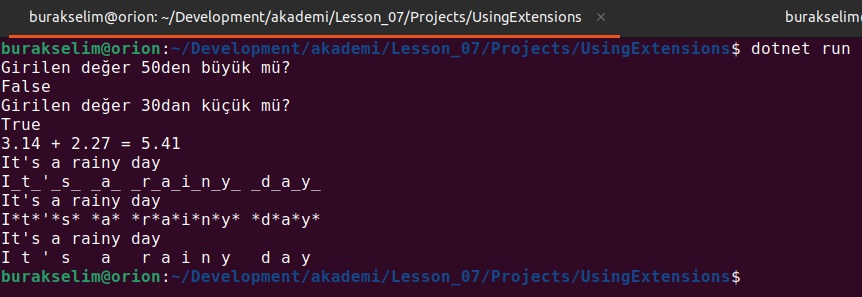 burakselim@orion: ~/Development/akademi/Lesson_07/Projects/UsingExtensions × burakselim
burakselim@orion:~/Development/akademi/Lesson_07/Projects/UsingExtensions$ dotnet run
Girilen değer 50den büyük mü?
False
Girilen değer 30dan küçük mü?
True
3.14 + 2.27 = 5.41
It's a rainy day
I_t_'_s_ _a_ _r_a_i_n_y_ _d_a_y_
It's a rainy day
I*t*'*s* *a* *r*a*i*n*y* *d*a*y*
It's a rainy day
I t ' s   a   r a i n y   d a y
burakselim@orion:~/Development/akademi/Lesson_07/Projects/UsingExtensions$